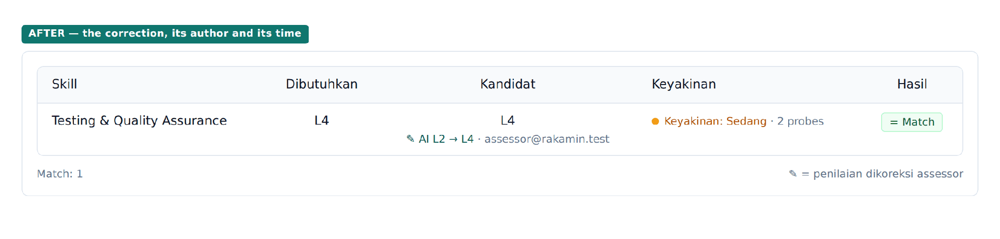 AFTER — the correction, its author and its time
Skill Dibutuhkan Kandidat Keyakinan Hasil
Testing & Quality Assurance L4 L4 Keyakinan: Sedang · 2 probes = Match
✎ AI L2 → L4 · assessor@rakamin.test
Match: 1 ✎ = penilaian dikoreksi assessor